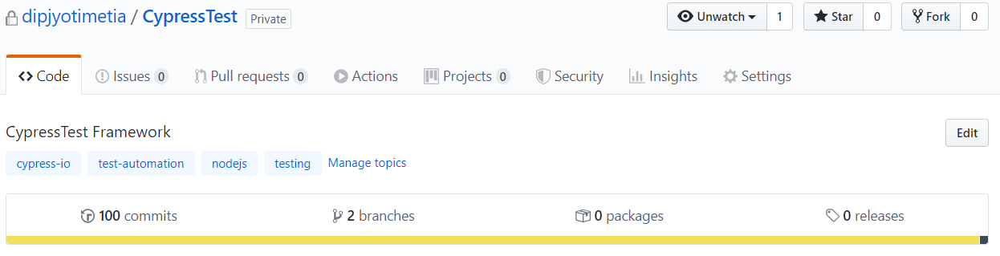 dipjyotimetia / CypressTest Private Unwatch 1 Star 0 Fork 0
Code Issues 0 Pull requests 0 Actions Projects 0 Security Insights Settings
CypressTest Framework Edit
cypress-io test-automation nodejs testing Manage topics
100 commits 2 branches 0 packages 0 releases